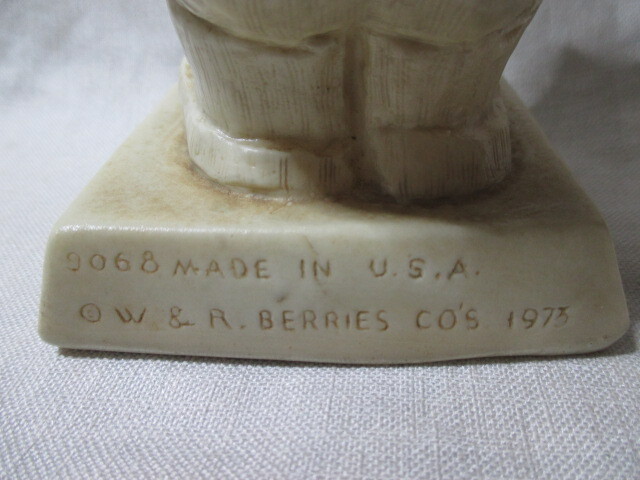 9068 MADE IN U.S.A.
© W & R. BERRIES CO'S 1973